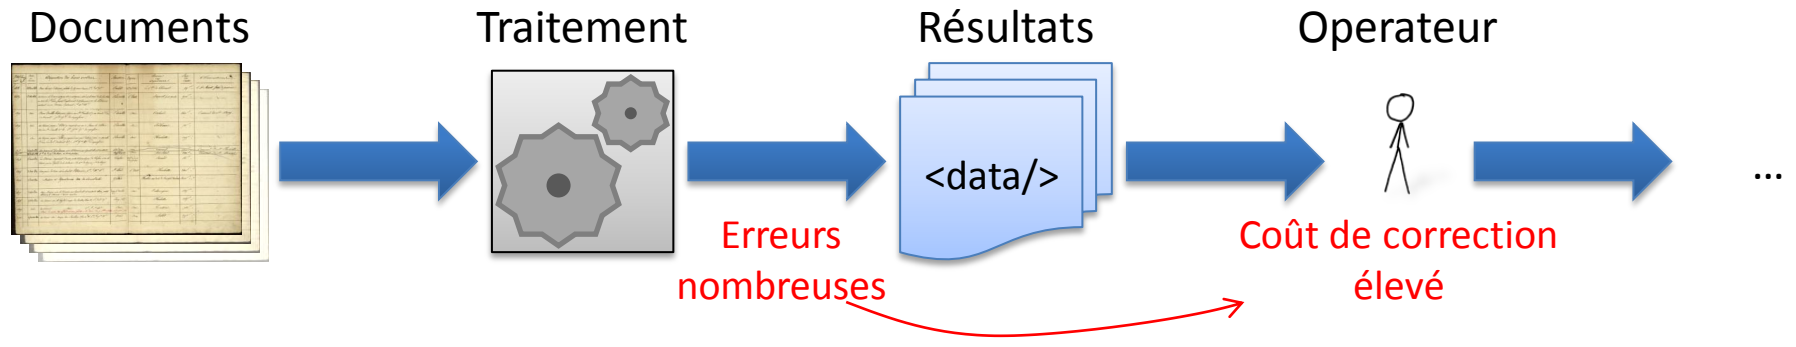 Documents
Traitement
Résultats
Operateur
<data/>
...
Erreurs
nombreuses
Coût de correction
élevé